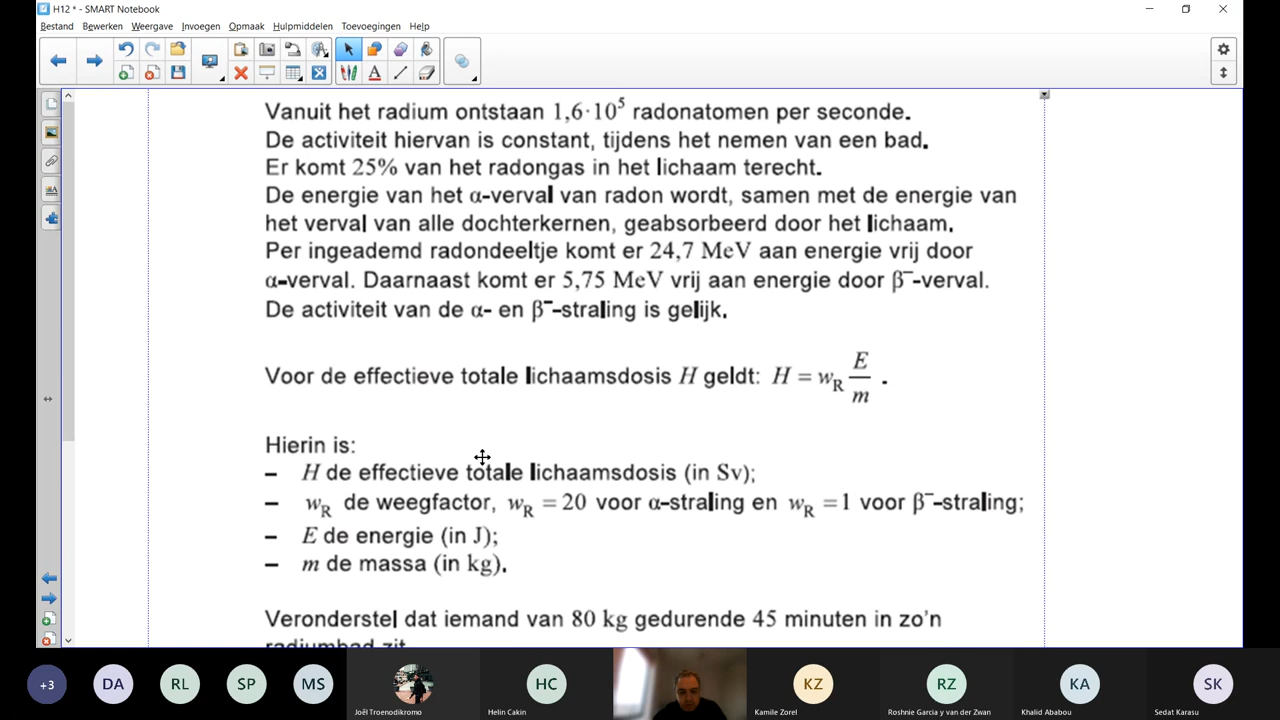 H12 * - SMART Notebook
Bestand Bewerken Weergave Invoegen Opmaak Hulpmiddelen Toevoegingen Help
Vanuit het radium ontstaan 1,6·10⁵ radonatomen per seconde.
De activiteit hiervan is constant, tijdens het nemen van een bad.
Er komt 25% van het radongas in het lichaam terecht.
De energie van het α-verval van radon wordt, samen met de energie van
het verval van alle dochterkernen, geabsorbeerd door het lichaam.
Per ingeademd radondeeltje komt er 24,7 MeV aan energie vrij door
α-verval. Daarnaast komt er 5,75 MeV vrij aan energie door β⁻-verval.
De activiteit van de α- en β⁻-straling is gelijk.
Voor de effectieve totale lichaamsdosis H geldt: H = w_R E/m .
Hierin is:
– H de effectieve totale lichaamsdosis (in Sv);
– w_R de weegfactor, w_R = 20 voor α-straling en w_R = 1 voor β⁻-straling;
– E de energie (in J);
– m de massa (in kg).
Veronderstel dat iemand van 80 kg gedurende 45 minuten in zo'n
radiumbad zit.
+3 DA RL SP MS HC KZ RZ KA SK
Joël Troenodikromo Helin Cakin Kamile Zorel Roshnie Garcia y van der Zwan Khalid Ababou Sedat Karasu